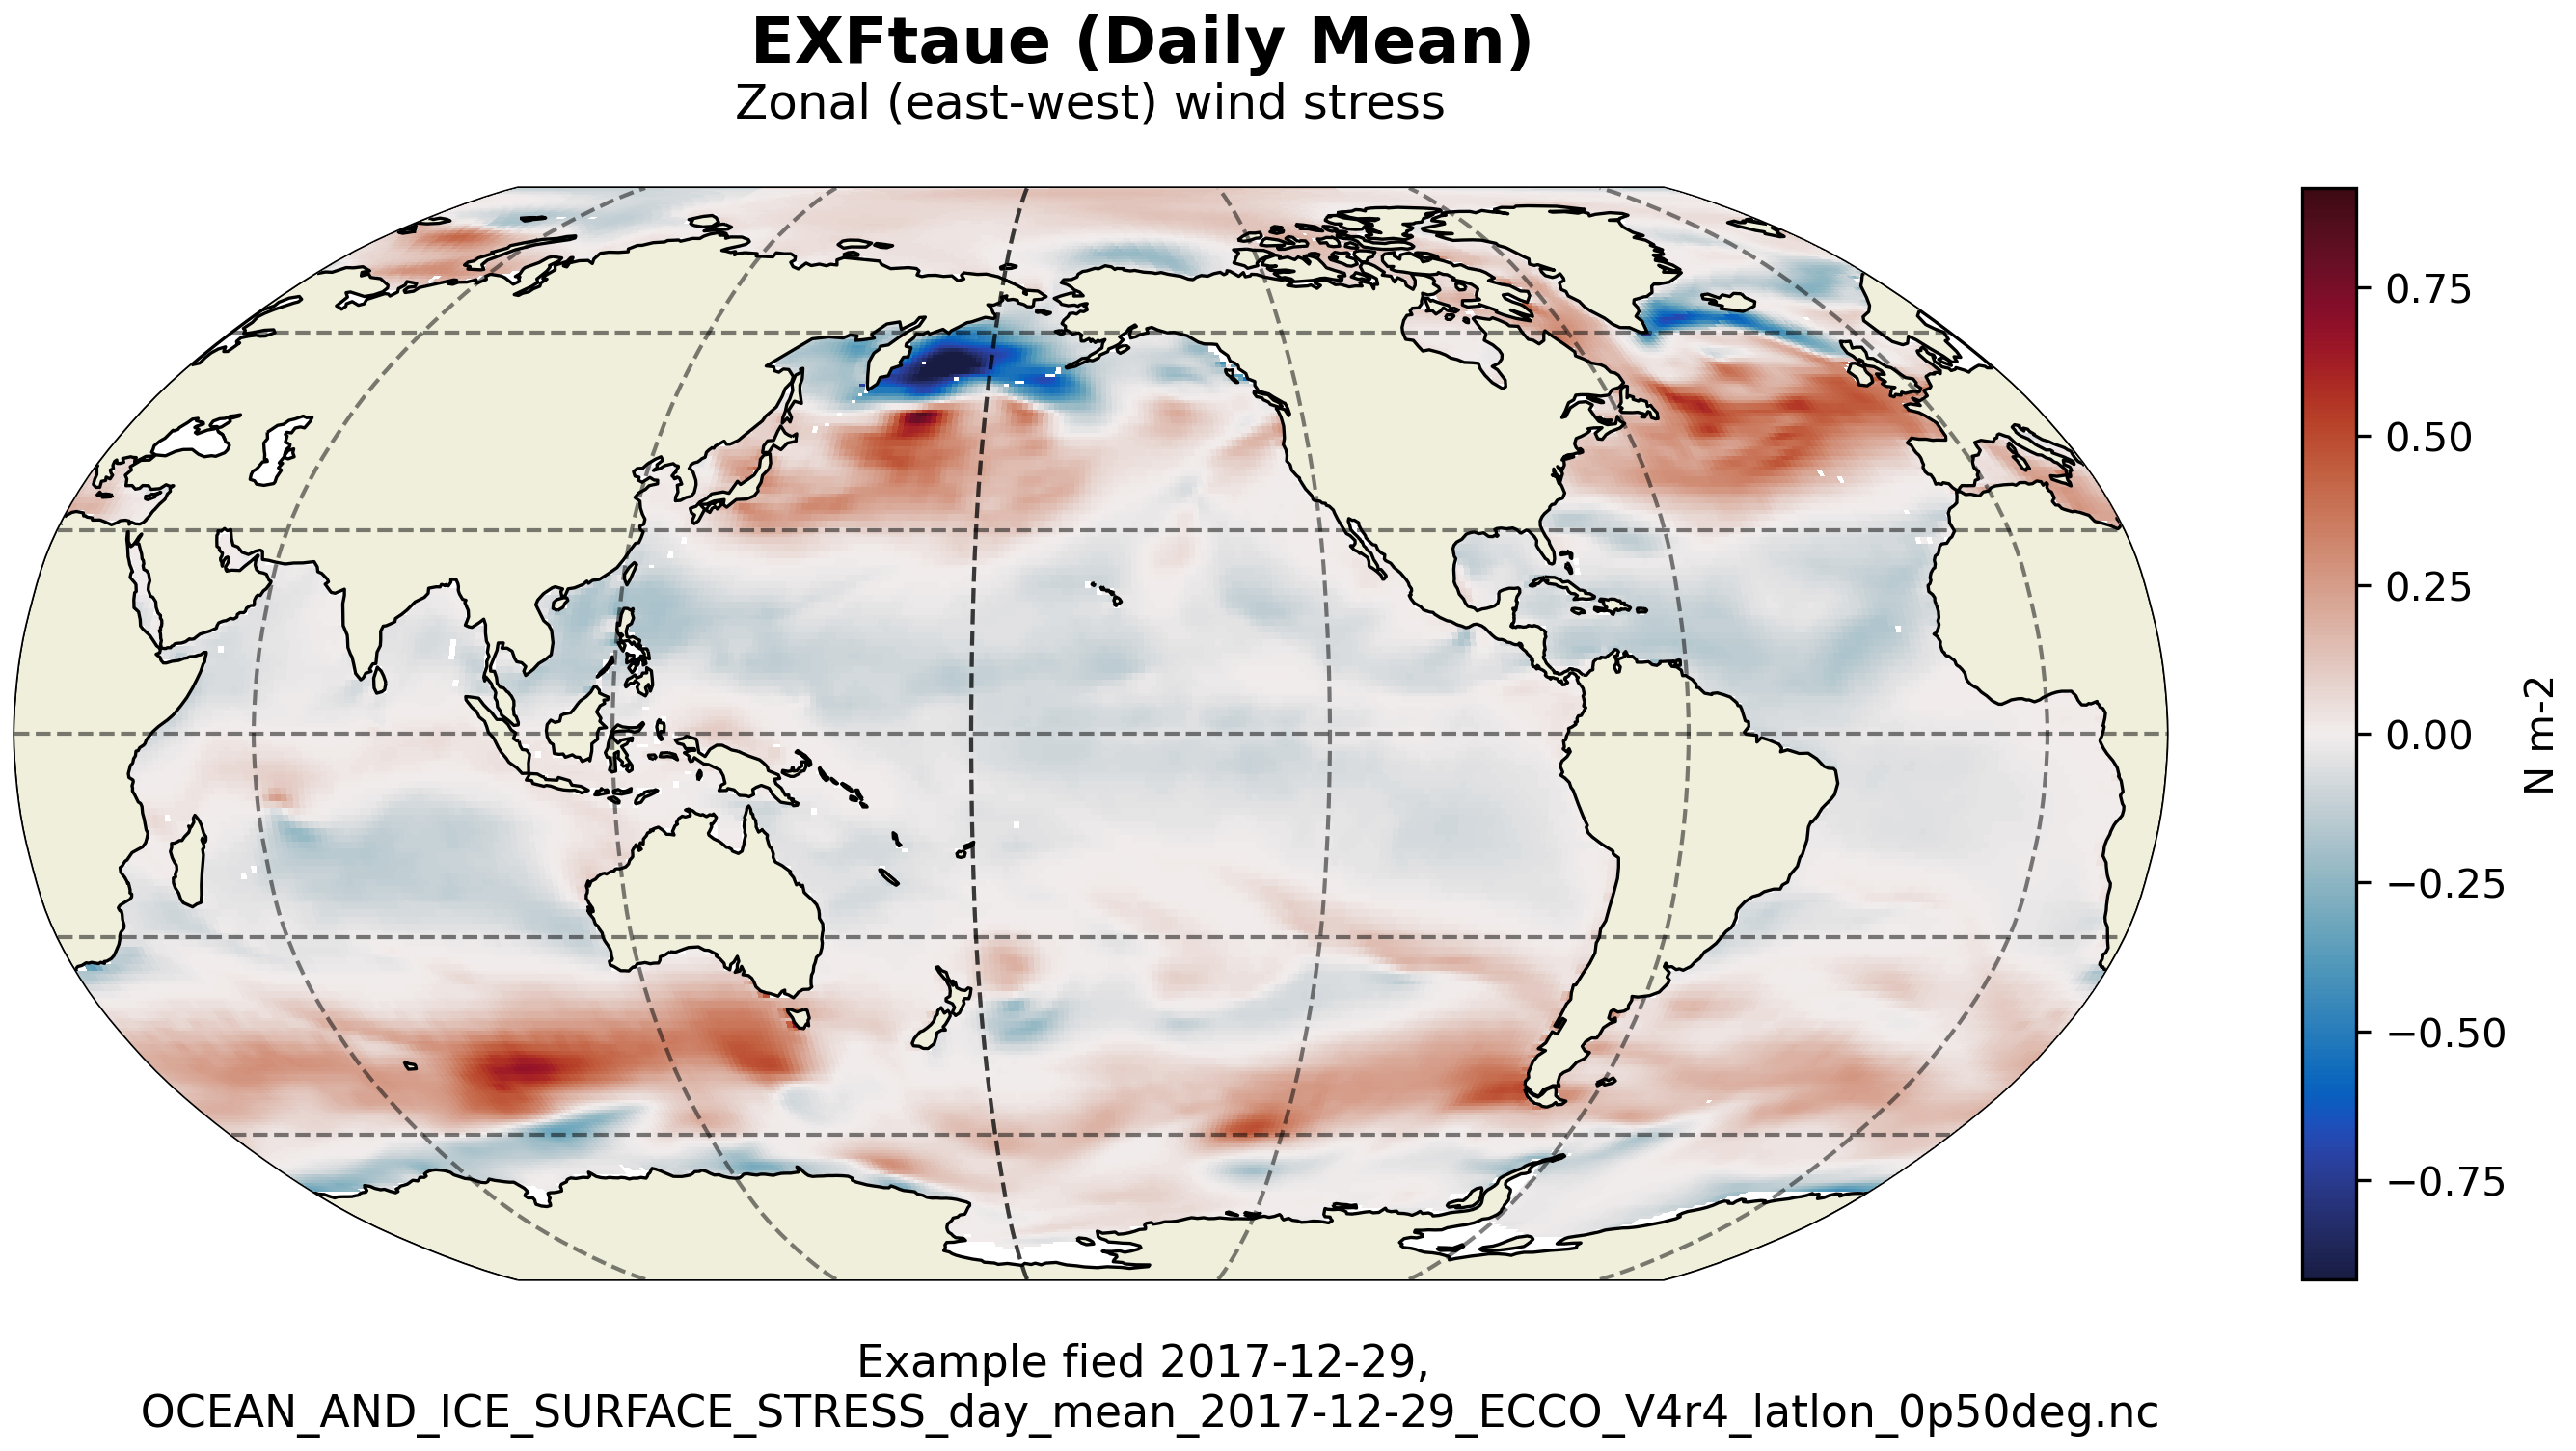 EXFtaue (Daily Mean)
Zonal (east-west) wind stress
0.75
0.50
0.25
0.00
−0.25
−0.50
−0.75
N m-2
Example fied 2017-12-29,
OCEAN_AND_ICE_SURFACE_STRESS_day_mean_2017-12-29_ECCO_V4r4_latlon_0p50deg.nc